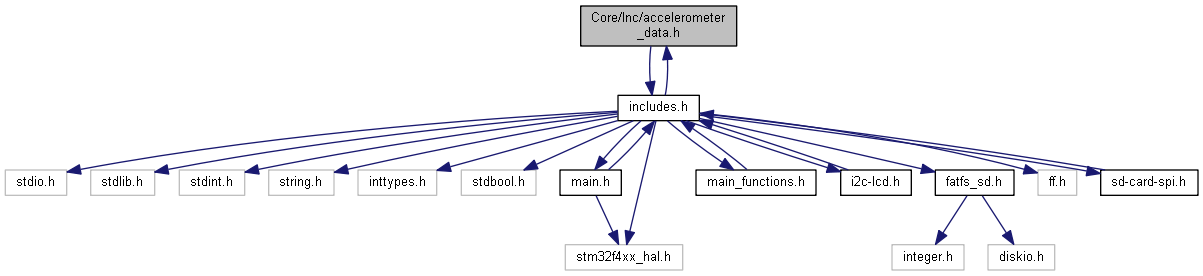 Core/Inc/accelerometer
_data.h
includes.h
stdio.h
stdlib.h
stdint.h
string.h
inttypes.h
stdbool.h
main.h
main_functions.h
i2c-lcd.h
fatfs_sd.h
ff.h
sd-card-spi.h
stm32f4xx_hal.h
integer.h
diskio.h